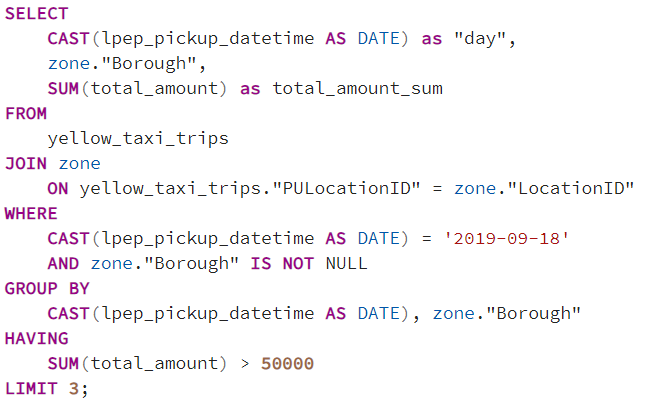 SELECT
    CAST(lpep_pickup_datetime AS DATE) as "day",
    zone."Borough",
    SUM(total_amount) as total_amount_sum
FROM
    yellow_taxi_trips
JOIN zone
    ON yellow_taxi_trips."PULocationID" = zone."LocationID"
WHERE
    CAST(lpep_pickup_datetime AS DATE) = '2019-09-18'
    AND zone."Borough" IS NOT NULL
GROUP BY
    CAST(lpep_pickup_datetime AS DATE), zone."Borough"
HAVING
    SUM(total_amount) > 50000
LIMIT 3;